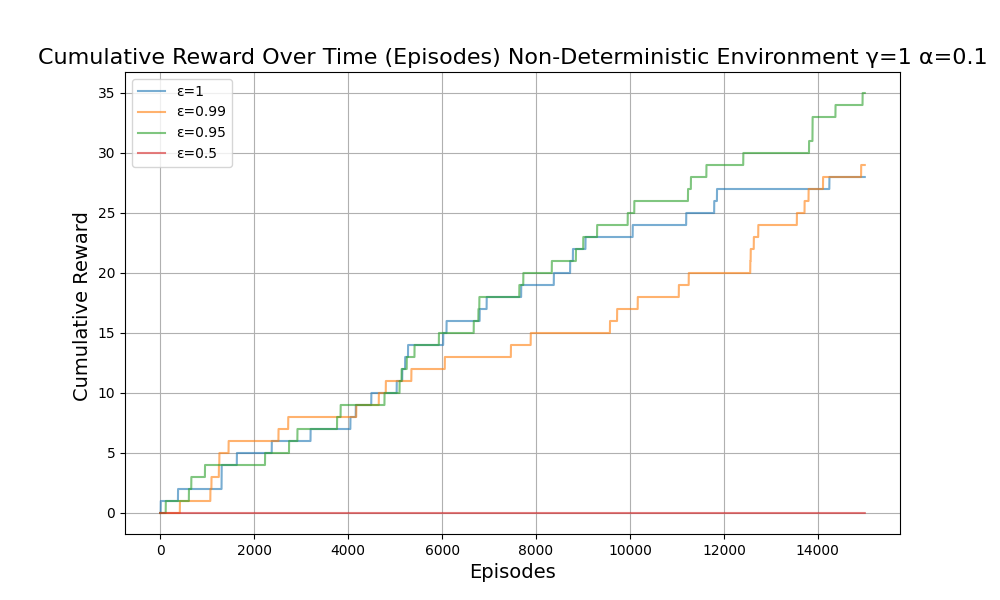 Cumulative Reward Over Time (Episodes) Non-Deterministic Environment γ=1 α=0.1
ε=1
ε=0.99
ε=0.95
ε=0.5
Cumulative Reward
35
30
25
20
15
10
5
0
0 2000 4000 6000 8000 10000 12000 14000
Episodes